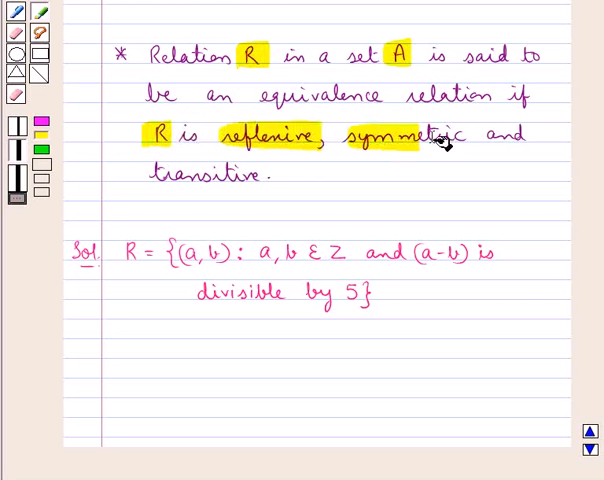 * Relation R in a set A is said to
be an equivalence relation if
R is reflenive, symmetric and
transitive.
Sol. R = {(a, b) : a, b ε Z and (a-b) is
divisible by 5}